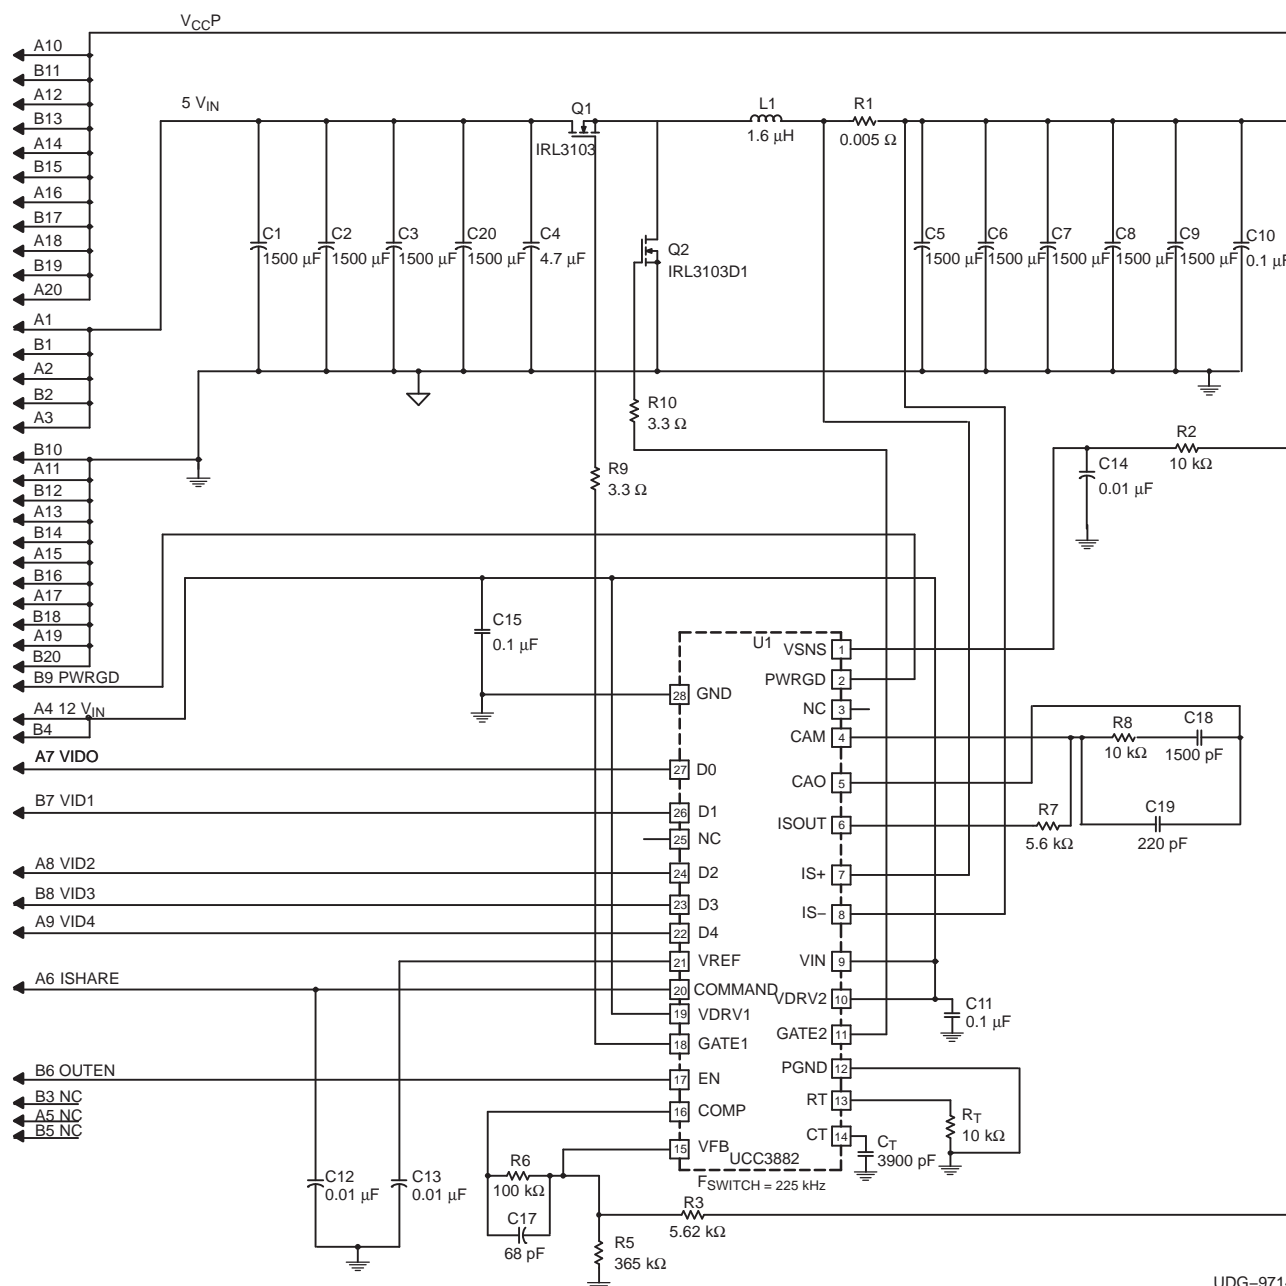 V_CCP
A10
B11
A12
B13
A14
B15
A16
B17
A18
B19
A20
A1
B1
A2
B2
A3
B10
A11
B12
A13
B14
A15
B16
A17
B18
A19
B20
B9 PWRGD
A4 12 V_IN
B4
A7 VIDO
B7 VID1
A8 VID2
B8 VID3
A9 VID4
A6 ISHARE
B6 OUTEN
B3 NC
A5 NC
B5 NC
5 V_IN
Q1
IRL3103
L1
1.6 μH
R1
0.005 Ω
C1
1500 μF
C2
1500 μF
C3
1500 μF
C20
1500 μF
C4
4.7 μF
Q2
IRL3103D1
C5
1500 μF
C6
1500 μF
C7
1500 μF
C8
1500 μF
C9
1500 μF
C10
0.1 μF
R10
3.3 Ω
R9
3.3 Ω
R2
10 kΩ
C14
0.01 μF
C15
0.1 μF
U1
28 GND
27 D0
26 D1
25 NC
24 D2
23 D3
22 D4
21 VREF
20 COMMAND
19 VDRV1
18 GATE1
17 EN
16 COMP
15 VFB
VSNS 1
PWRGD 2
NC 3
CAM 4
CAO 5
ISOUT 6
IS+ 7
IS− 8
VIN 9
VDRV2 10
GATE2 11
PGND 12
RT 13
CT 14
UCC3882
F_SWITCH = 225 kHz
R8
10 kΩ
C18
1500 pF
R7
5.6 kΩ
C19
220 pF
C11
0.1 μF
R_T
10 kΩ
C_T
3900 pF
C12
0.01 μF
C13
0.01 μF
R6
100 kΩ
C17
68 pF
R3
5.62 kΩ
R5
365 kΩ